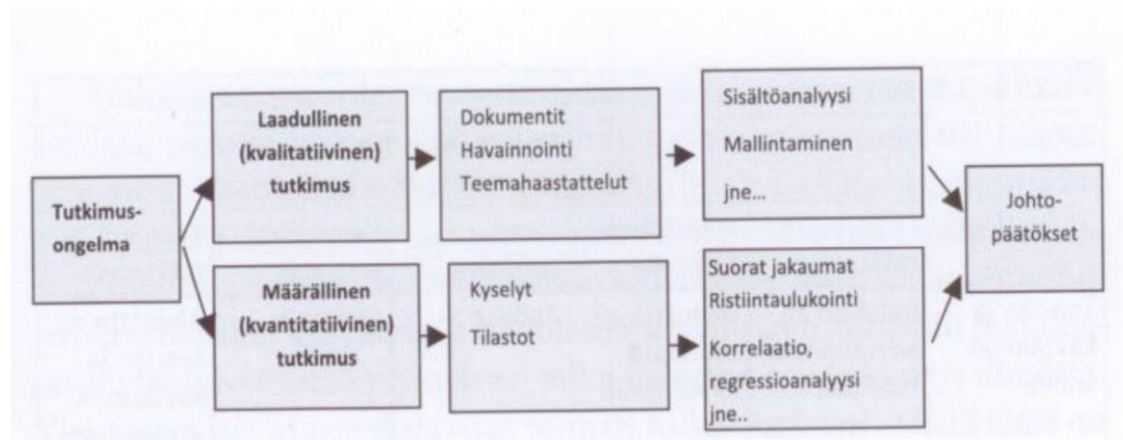 Tutkimus-
ongelma
Laadullinen
(kvalitatiivinen)
tutkimus
Dokumentit
Havainnointi
Teemahaastattelut
Sisältöanalyysi
Mallintaminen
jne...
Määrällinen
(kvantitatiivinen)
tutkimus
Kyselyt
Tilastot
Suorat jakaumat
Ristiintaulukointi
Korrelaatio,
regressioanalyysi
jne...
Johto-
päätökset